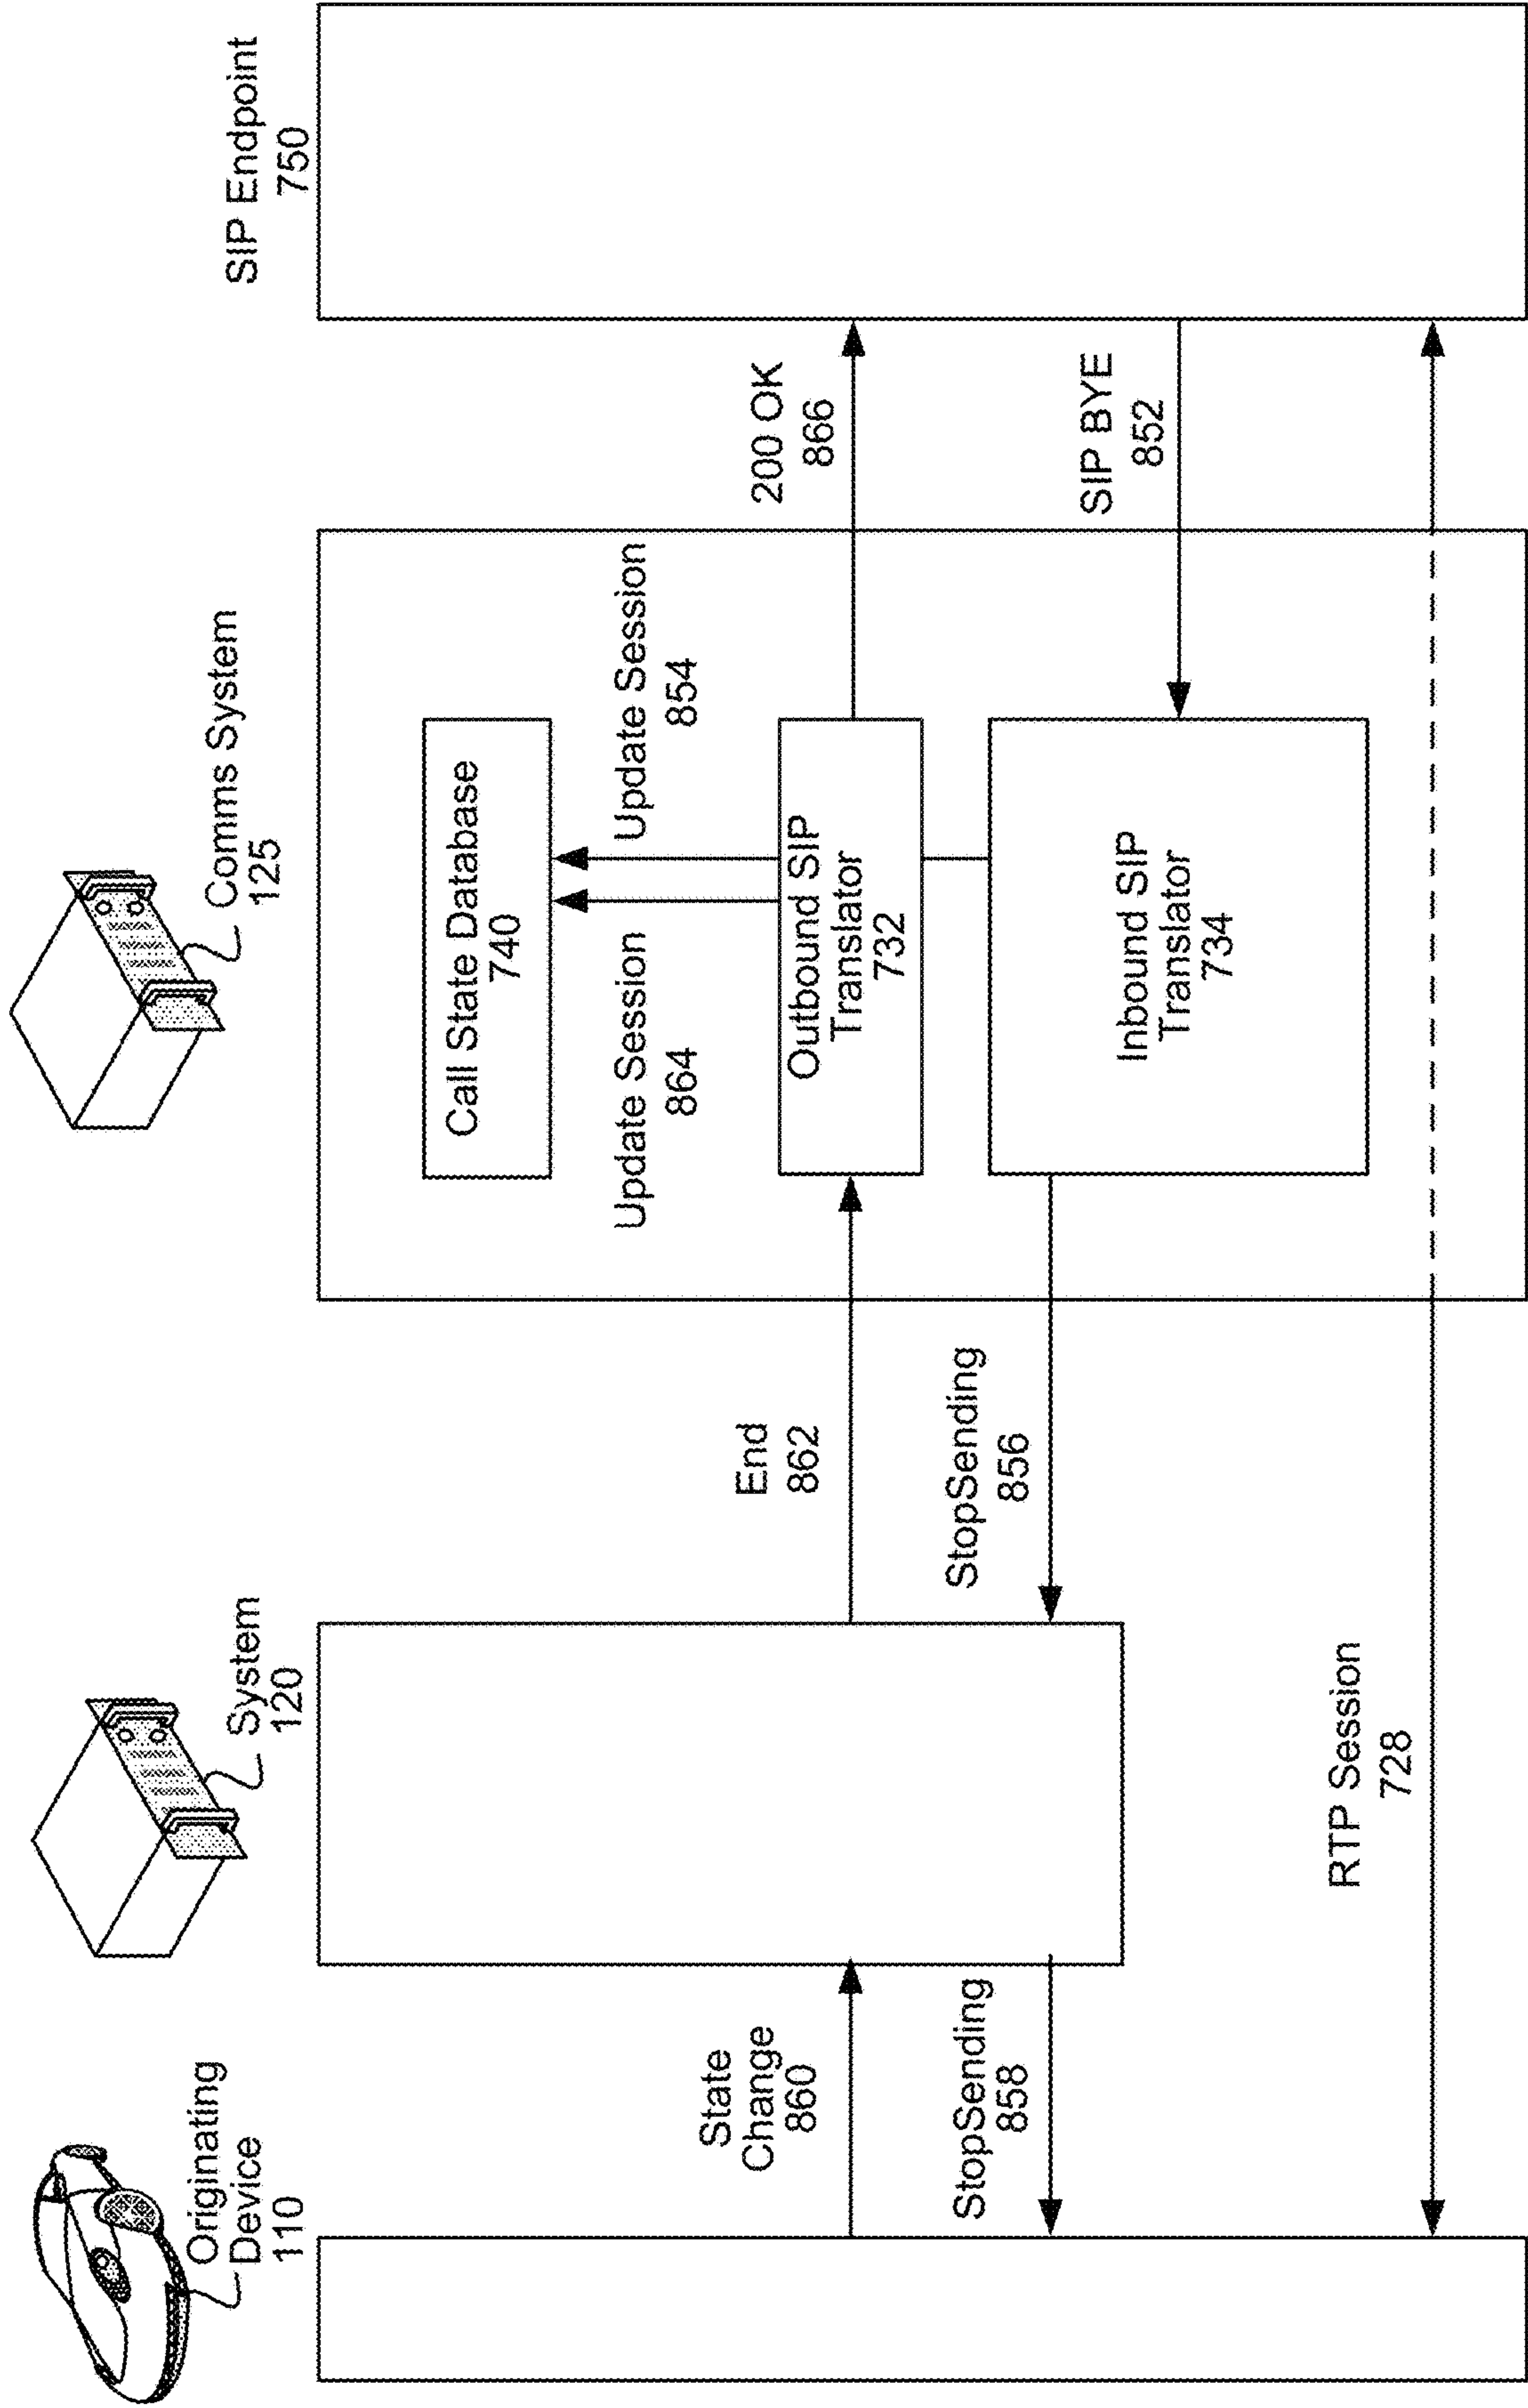 Originating
Device
110
System
120
Comms System
125
SIP Endpoint
750
Call State Database
740
Update Session
864
Update Session
854
State
Change
860
End
862
Outbound SIP
Translator
732
200 OK
866
StopSending
858
StopSending
856
Inbound SIP
Translator
734
SIP BYE
852
RTP Session
728